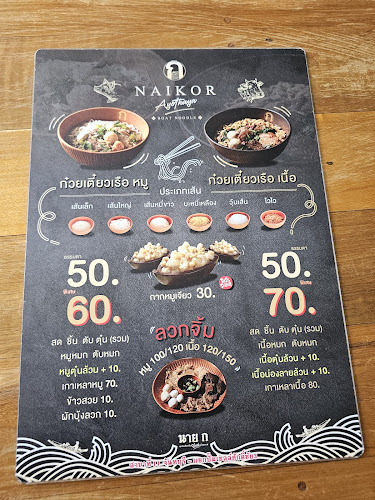 NAIKOR
Ayothaya
BOAT NOODLE
ก๋วยเตี๋ยวเรือ หมู
ก๋วยเตี๋ยวเรือ เนื้อ
ประเภทเส้น
เส้นเล็ก เส้นใหญ่ เส้นหมี่ขาว บะหมี่เหลือง วุ้นเส้น โอโอ
ธรรมดา
50.
พิเศษ
60.
สด ชิ้น ตับ ตุ๋น (รวม)
หมูหมก ตับหมก
หมูตุ๋นล้วน + 10.
เกาเหลาหมู 70.
ข้าวสวย 10.
ผักบุ้งลวก 10.
กากหมูเจียว 30.
ลวกจิ้ม
หมู 100/120 เนื้อ 120/150
ธรรมดา
50.
พิเศษ
70.
สด ชิ้น ตับ ตุ๋น (รวม)
เนื้อหมก ตับหมก
เนื้อตุ๋นล้วน + 10.
เนื้อน่องลายล้วน + 10.
เกาเหลาเนื้อ 80.
นาย ก